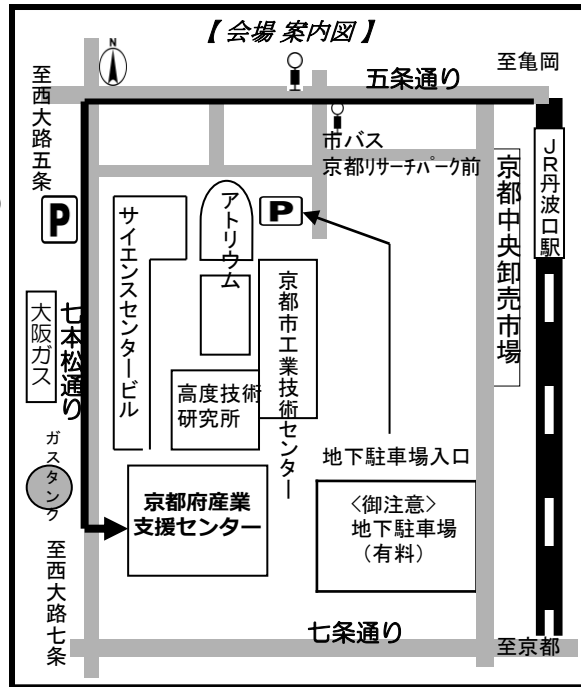 【 会場 案内図 】
N
至亀岡
五条通り
至西大路五条
市バス
京都ﾘサーチﾊﾟーク前
JR丹波口駅
京都中央卸売市場
P
アトリウム
P
サイエンスセンタービル
京都市工業技術センター
大阪ガス
七本松通り
高度技術
研究所
ガスタンク
地下駐車場入口
京都府産業
支援センター
〈御注意〉
地下駐車場
（有料）
至西大路七条
七条通り
至京都